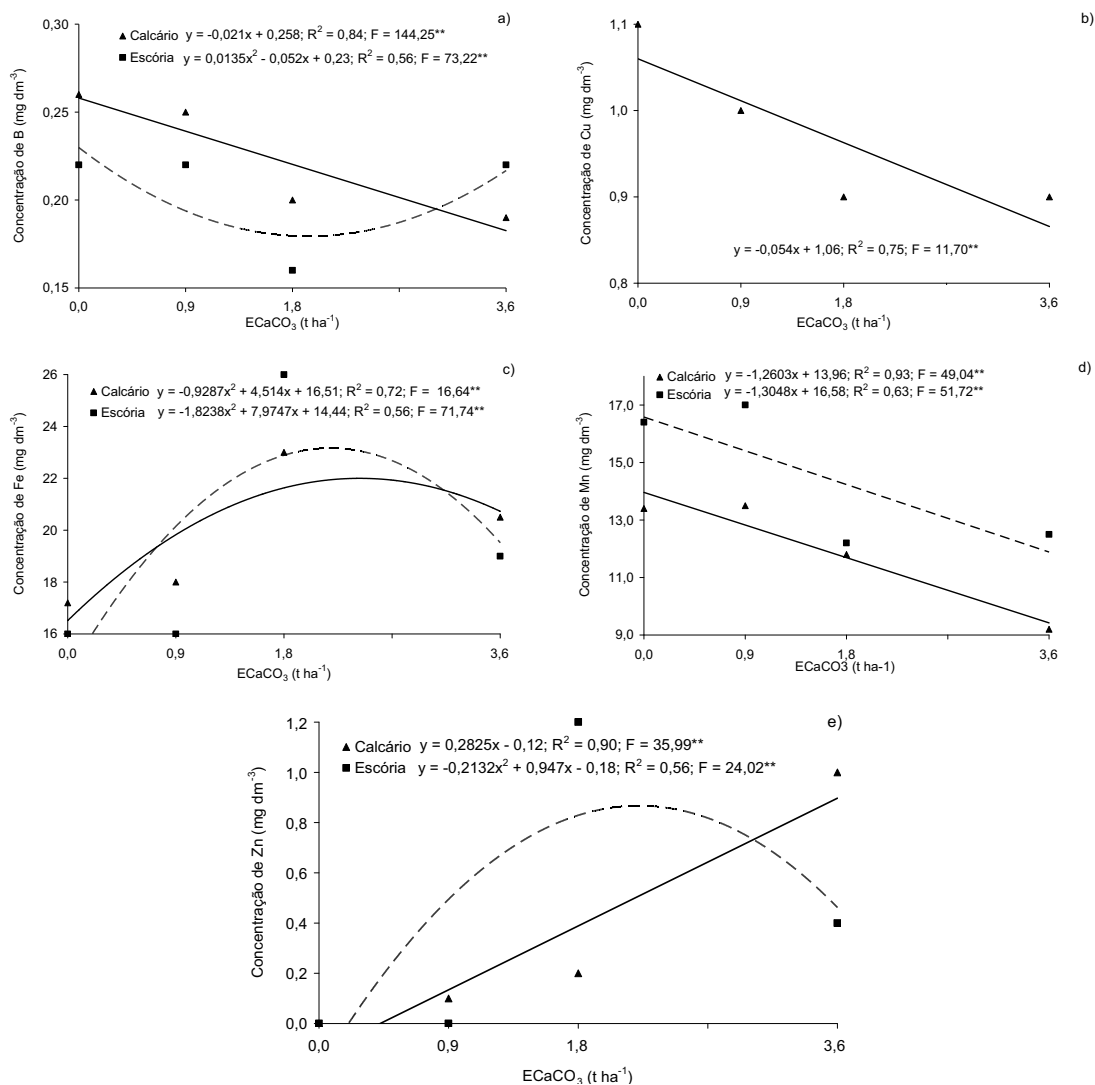 a)
0,30
▲ Calcário y = -0,021x + 0,258; R² = 0,84; F = 144,25**
■ Escória y = 0,0135x² - 0,052x + 0,23; R² = 0,56; F = 73,22**
0,25
0,20
0,15
Concentração de B (mg dm⁻³)
0,0 0,9 1,8 3,6
ECaCO₃ (t ha⁻¹)
b)
1,1
1,0
0,9
0,8
Concentração de Cu (mg dm⁻³)
y = -0,054x + 1,06; R² = 0,75; F = 11,70**
0,0 0,9 1,8 3,6
ECaCO₃ (t ha⁻¹)
c)
26
▲ Calcário y = -0,9287x² + 4,514x + 16,51; R² = 0,72; F = 16,64**
■ Escória y = -1,8238x² + 7,9747x + 14,44; R² = 0,56; F = 71,74**
24
22
20
18
16
Concentração de Fe (mg dm⁻³)
0,0 0,9 1,8 3,6
ECaCO₃ (t ha⁻¹)
d)
▲ Calcário y = -1,2603x + 13,96; R² = 0,93; F = 49,04**
■ Escória y = -1,3048x + 16,58; R² = 0,63; F = 51,72**
17,0
15,0
13,0
11,0
9,0
Concentração de Mn (mg dm⁻³)
0,0 0,9 1,8 3,6
ECaCO3 (t ha-1)
e)
1,2
▲ Calcário y = 0,2825x - 0,12; R² = 0,90; F = 35,99**
■ Escória y = -0,2132x² + 0,947x - 0,18; R² = 0,56; F = 24,02**
1,0
0,8
0,6
0,4
0,2
0,0
Concentração de Zn (mg dm⁻³)
0,0 0,9 1,8 3,6
ECaCO₃ (t ha⁻¹)